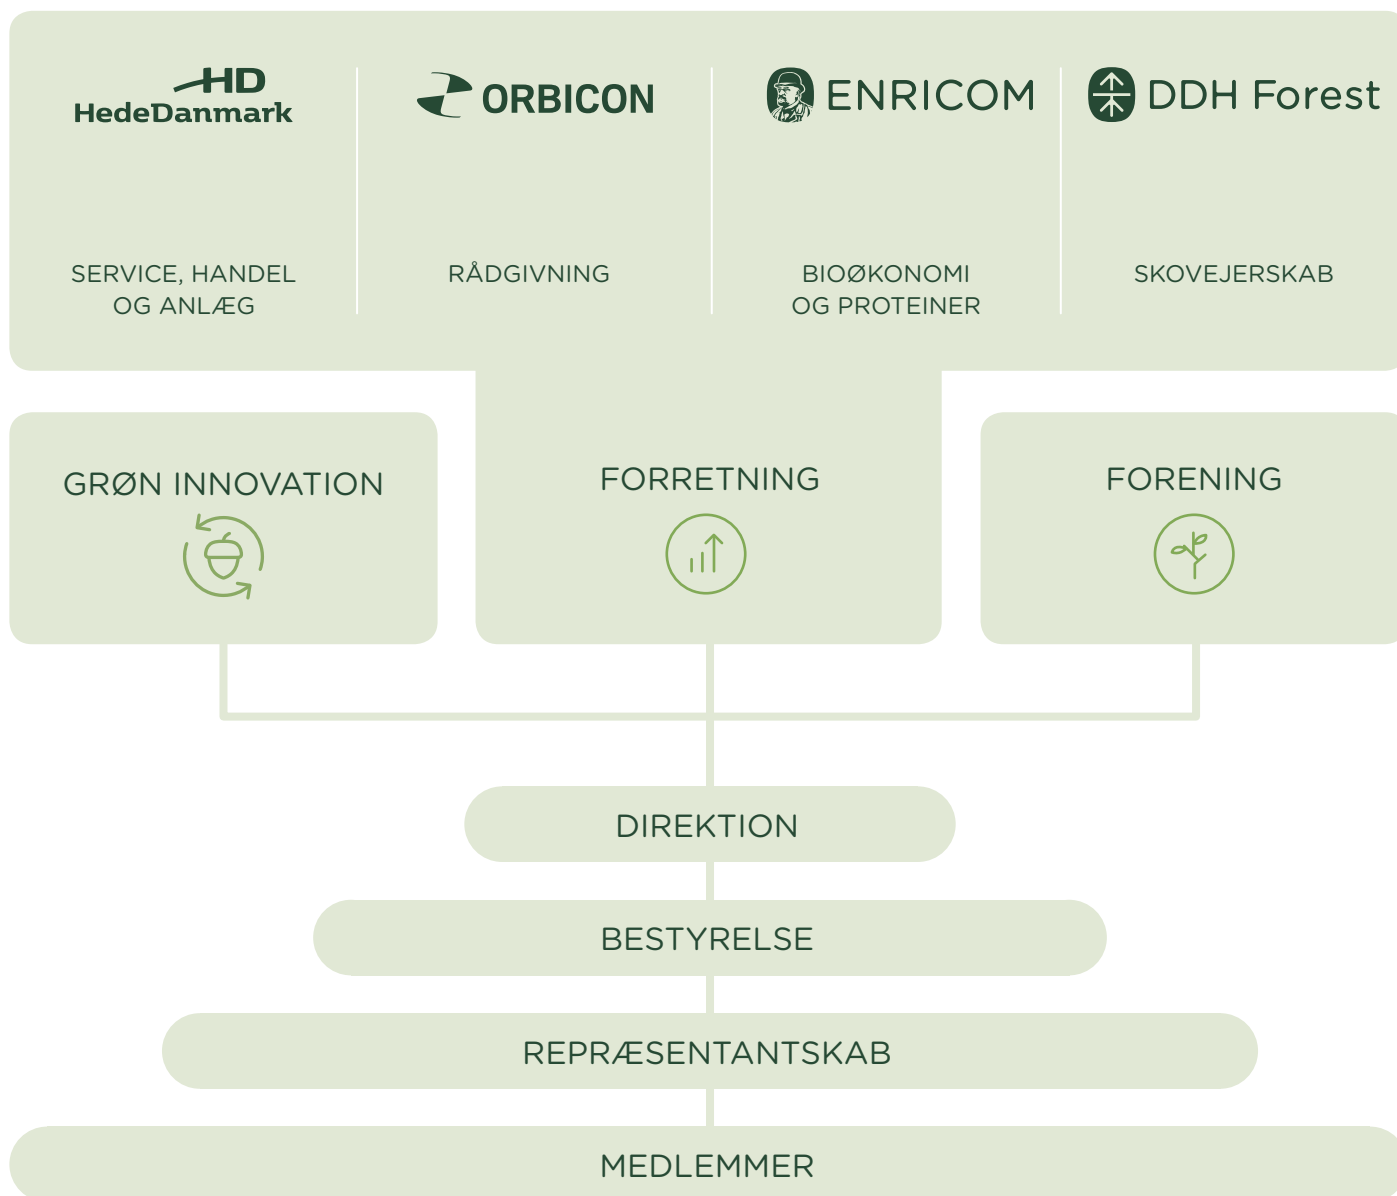 HD
HedeDanmark
ORBICON
ENRICOM
DDH Forest
SERVICE, HANDEL
OG ANLÆG
RÅDGIVNING
BIOØKONOMI
OG PROTEINER
SKOVEJERSKAB
GRØN INNOVATION
FORRETNING
FORENING
DIREKTION
BESTYRELSE
REPRÆSENTANTSKAB
MEDLEMMER